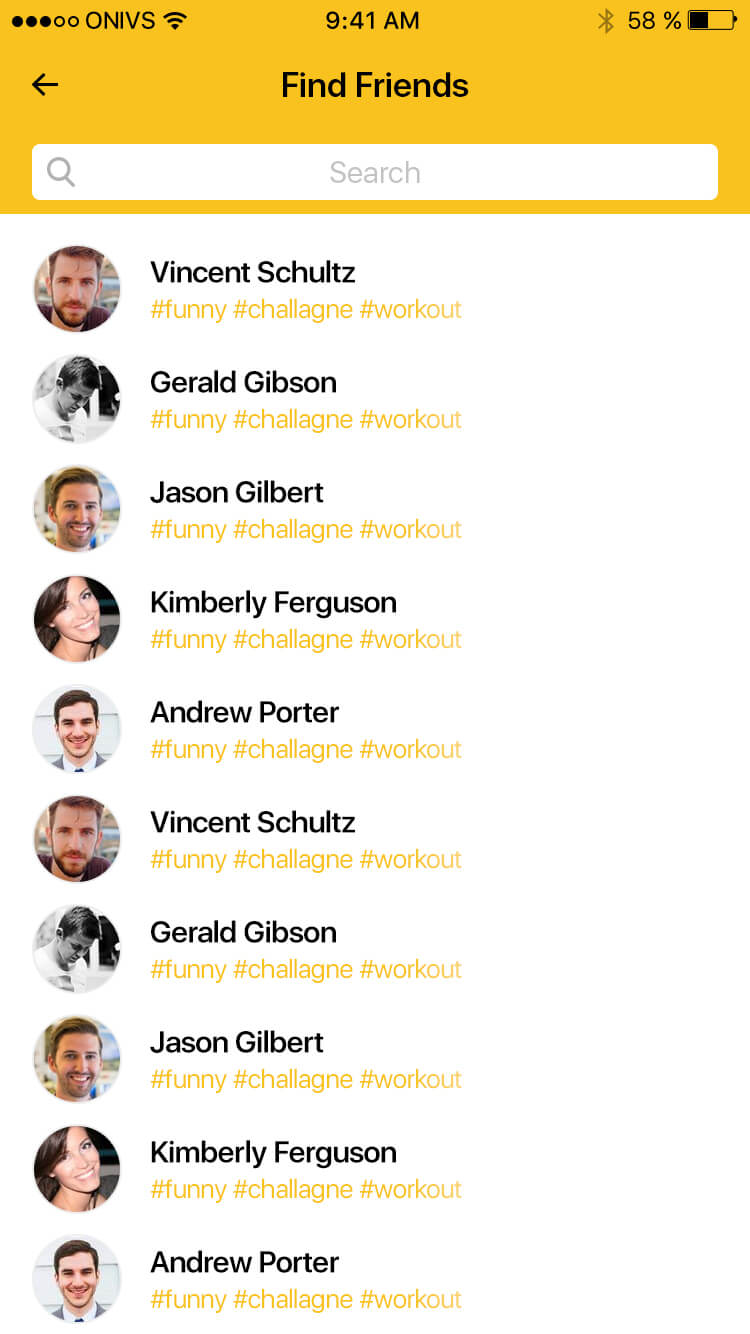 ONIVS 9:41 AM 58 %
Find Friends
Search
Vincent Schultz
#funny #challagne #workout
Gerald Gibson
#funny #challagne #workout
Jason Gilbert
#funny #challagne #workout
Kimberly Ferguson
#funny #challagne #workout
Andrew Porter
#funny #challagne #workout
Vincent Schultz
#funny #challagne #workout
Gerald Gibson
#funny #challagne #workout
Jason Gilbert
#funny #challagne #workout
Kimberly Ferguson
#funny #challagne #workout
Andrew Porter
#funny #challagne #workout